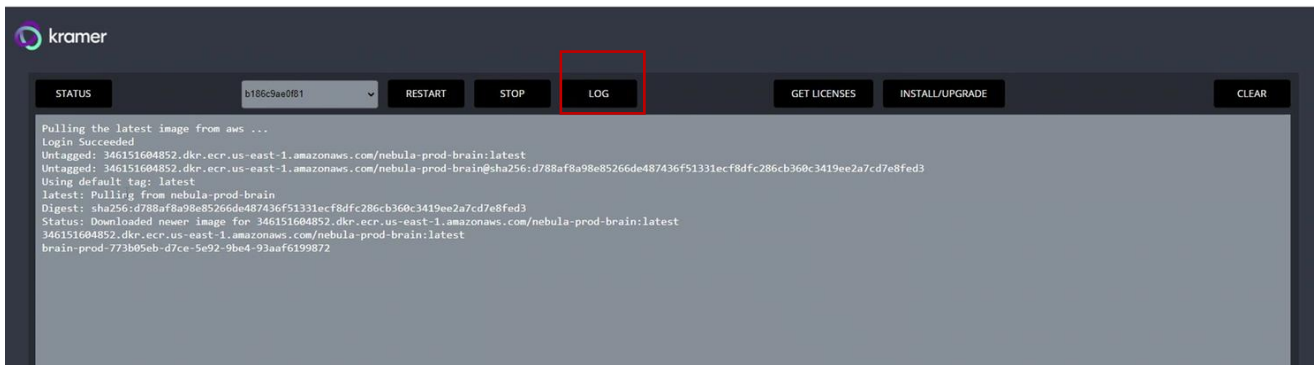 kramer
STATUS b186c9ae0f81 RESTART STOP LOG GET LICENSES INSTALL/UPGRADE CLEAR
Pulling the latest image from aws ...
Login Succeeded
Untagged: 346151604852.dkr.ecr.us-east-1.amazonaws.com/nebula-prod-brain:latest
Untagged: 346151604852.dkr.ecr.us-east-1.amazonaws.com/nebula-prod-brain@sha256:d788af8a98e85266de487436f51331ecf8dfc286cb360c3419ee2a7cd7e8fed3
Using default tag: latest
latest: Pulling from nebula-prod-brain
Digest: sha256:d788af8a98e85266de487436f51331ecf8dfc286cb360c3419ee2a7cd7e8fed3
Status: Downloaded newer image for 346151604852.dkr.ecr.us-east-1.amazonaws.com/nebula-prod-brain:latest
346151604852.dkr.ecr.us-east-1.amazonaws.com/nebula-prod-brain:latest
brain-prod-773b05eb-d7ce-5e92-9be4-93aaf6199872